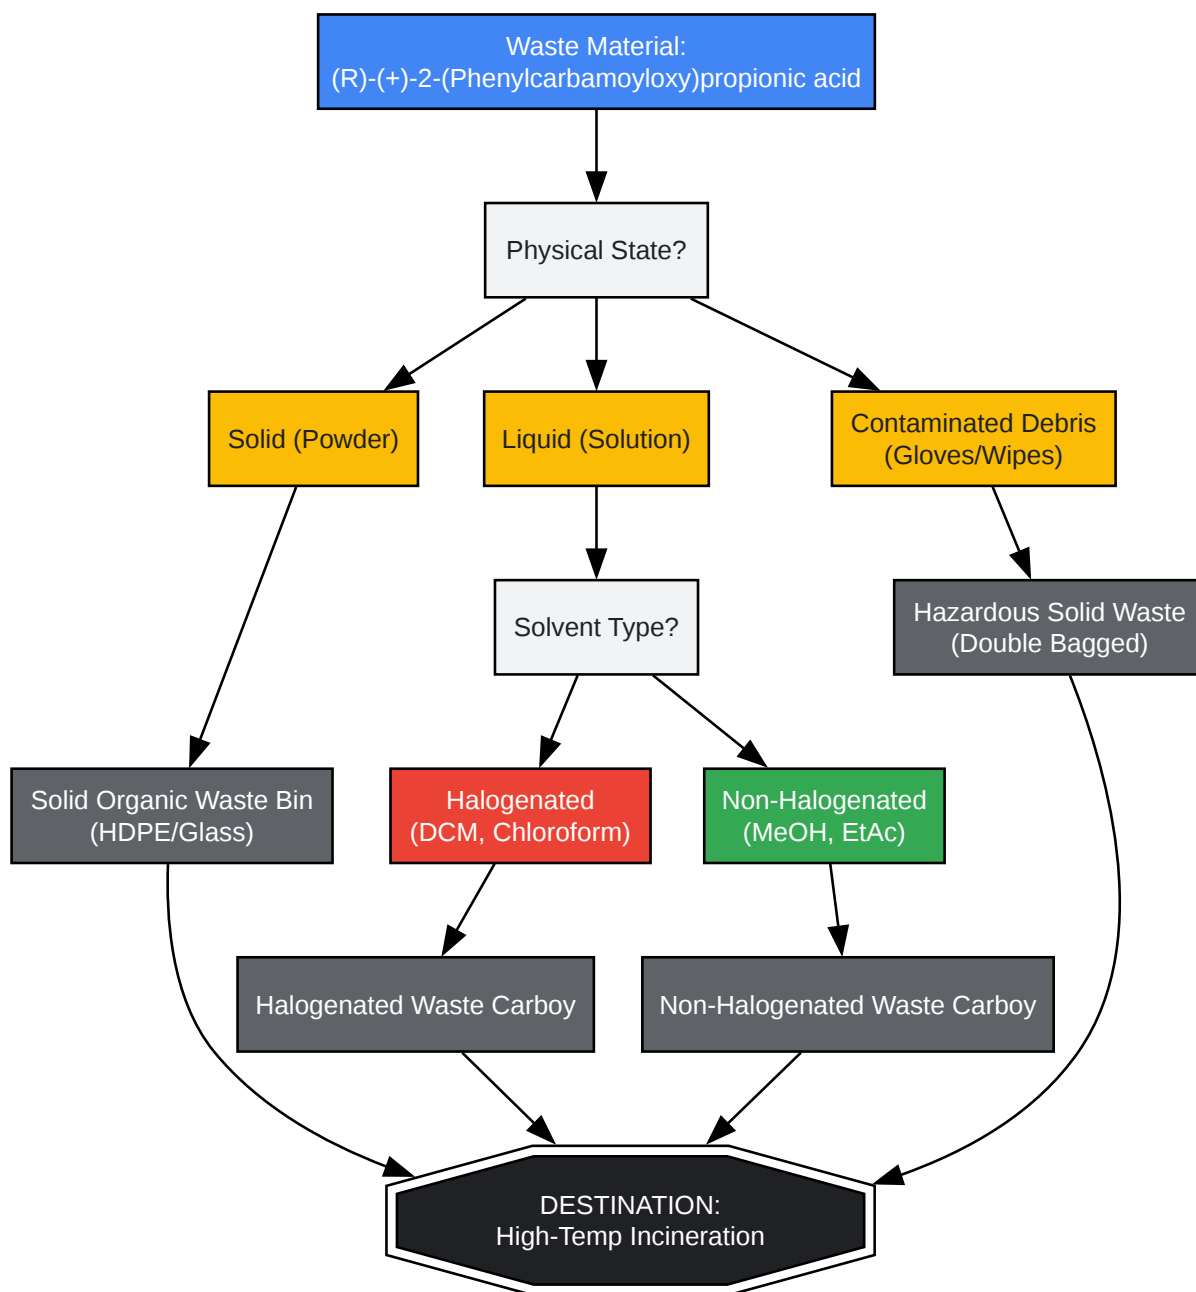 Waste Material:
(R)-(+)-2-(Phenylcarbamoyloxy)propionic acid
Physical State?
Solid (Powder)
Liquid (Solution)
Contaminated Debris
(Gloves/Wipes)
Solvent Type?
Hazardous Solid Waste
(Double Bagged)
Solid Organic Waste Bin
(HDPE/Glass)
Halogenated
(DCM, Chloroform)
Non-Halogenated
(MeOH, EtAc)
Halogenated Waste Carboy
Non-Halogenated Waste Carboy
DESTINATION:
High-Temp Incineration